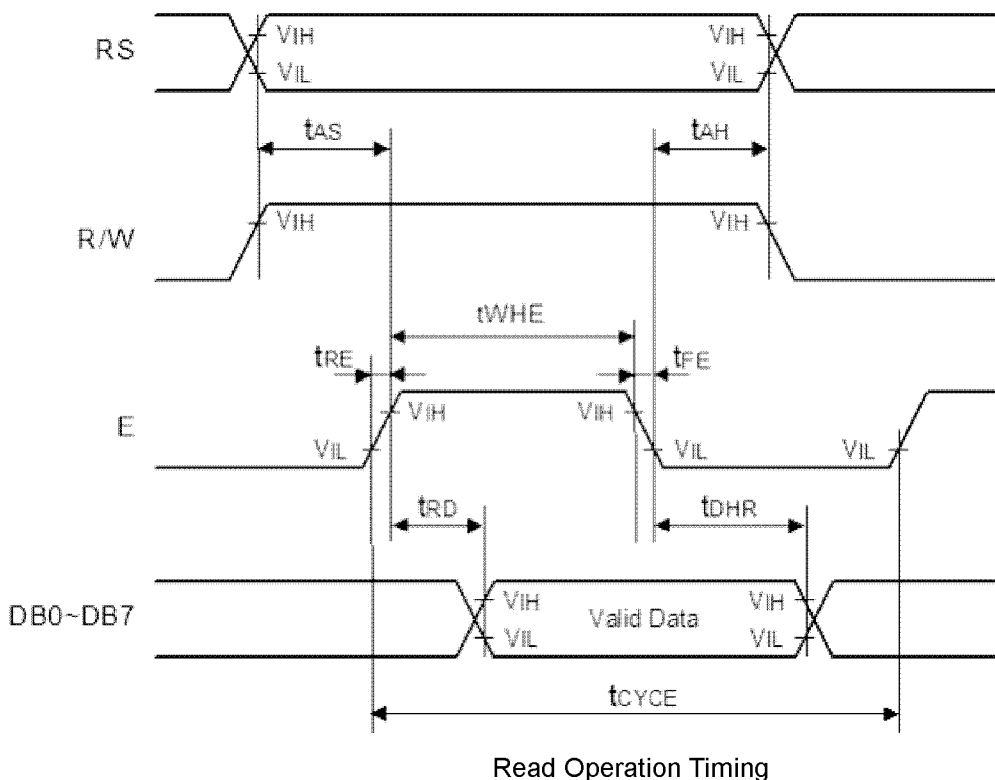 RS
VIH
VIH
VIL
VIL
tAS
tAH
R/W
VIH
VIH
tWHE
tRE
tFE
E
VIH
VIH
VIL
VIL
VIL
tRD
tDHR
DB0~DB7
VIH
Valid Data
VIH
VIL
VIL
tCYCE
Read Operation Timing